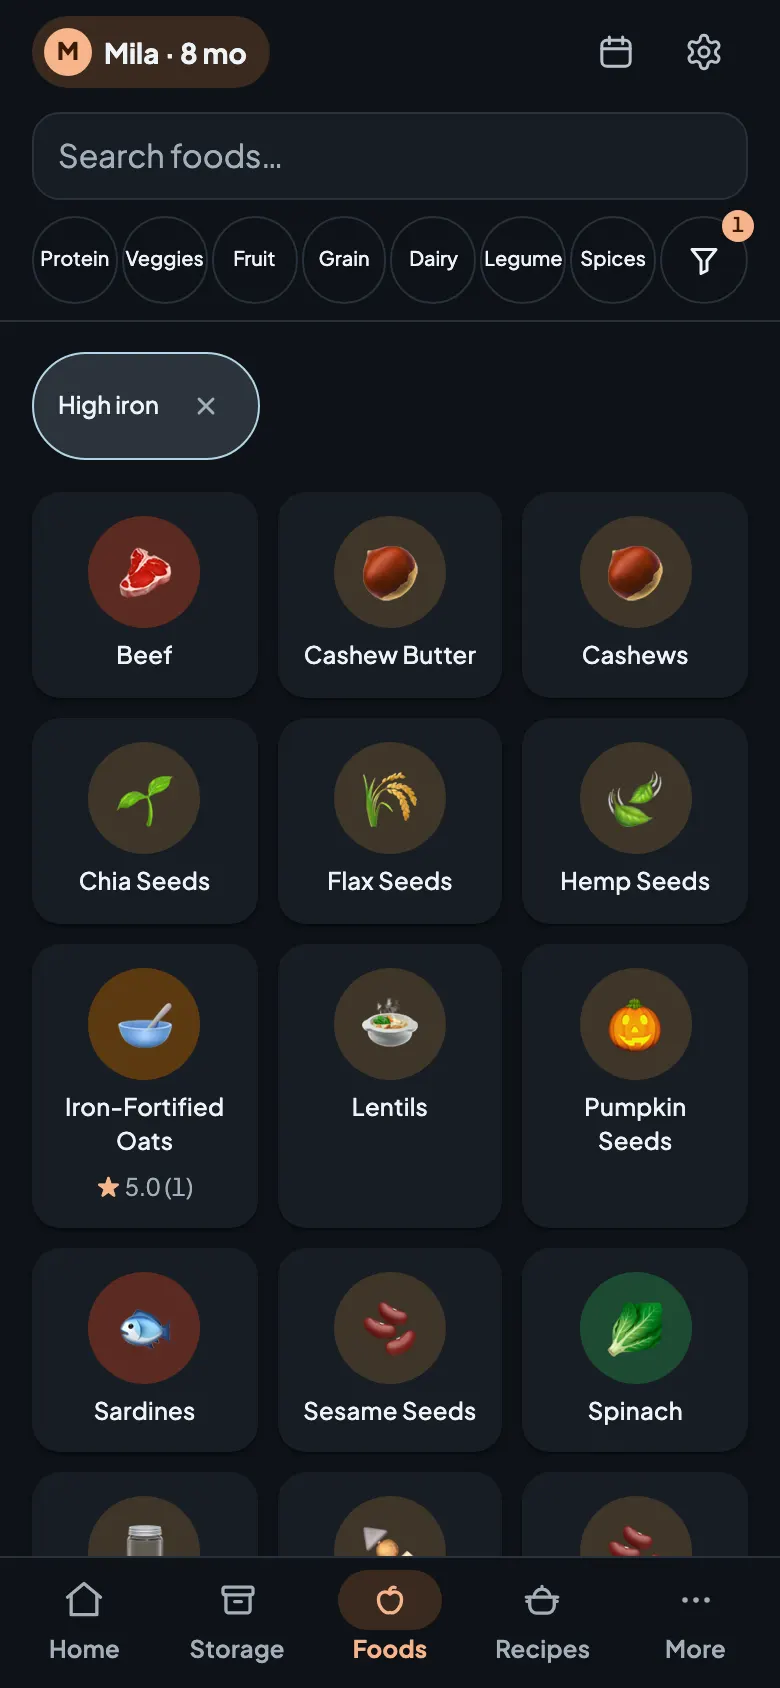 M Mila · 8 mo
Search foods...
1
Protein Veggies Fruit Grain Dairy Legume Spices
High iron
Beef Cashew Butter Cashews
Chia Seeds Flax Seeds Hemp Seeds
Iron-Fortified Oats
5.0 (1)
Lentils
Pumpkin Seeds
Sardines Sesame Seeds Spinach
Home Storage Foods Recipes More